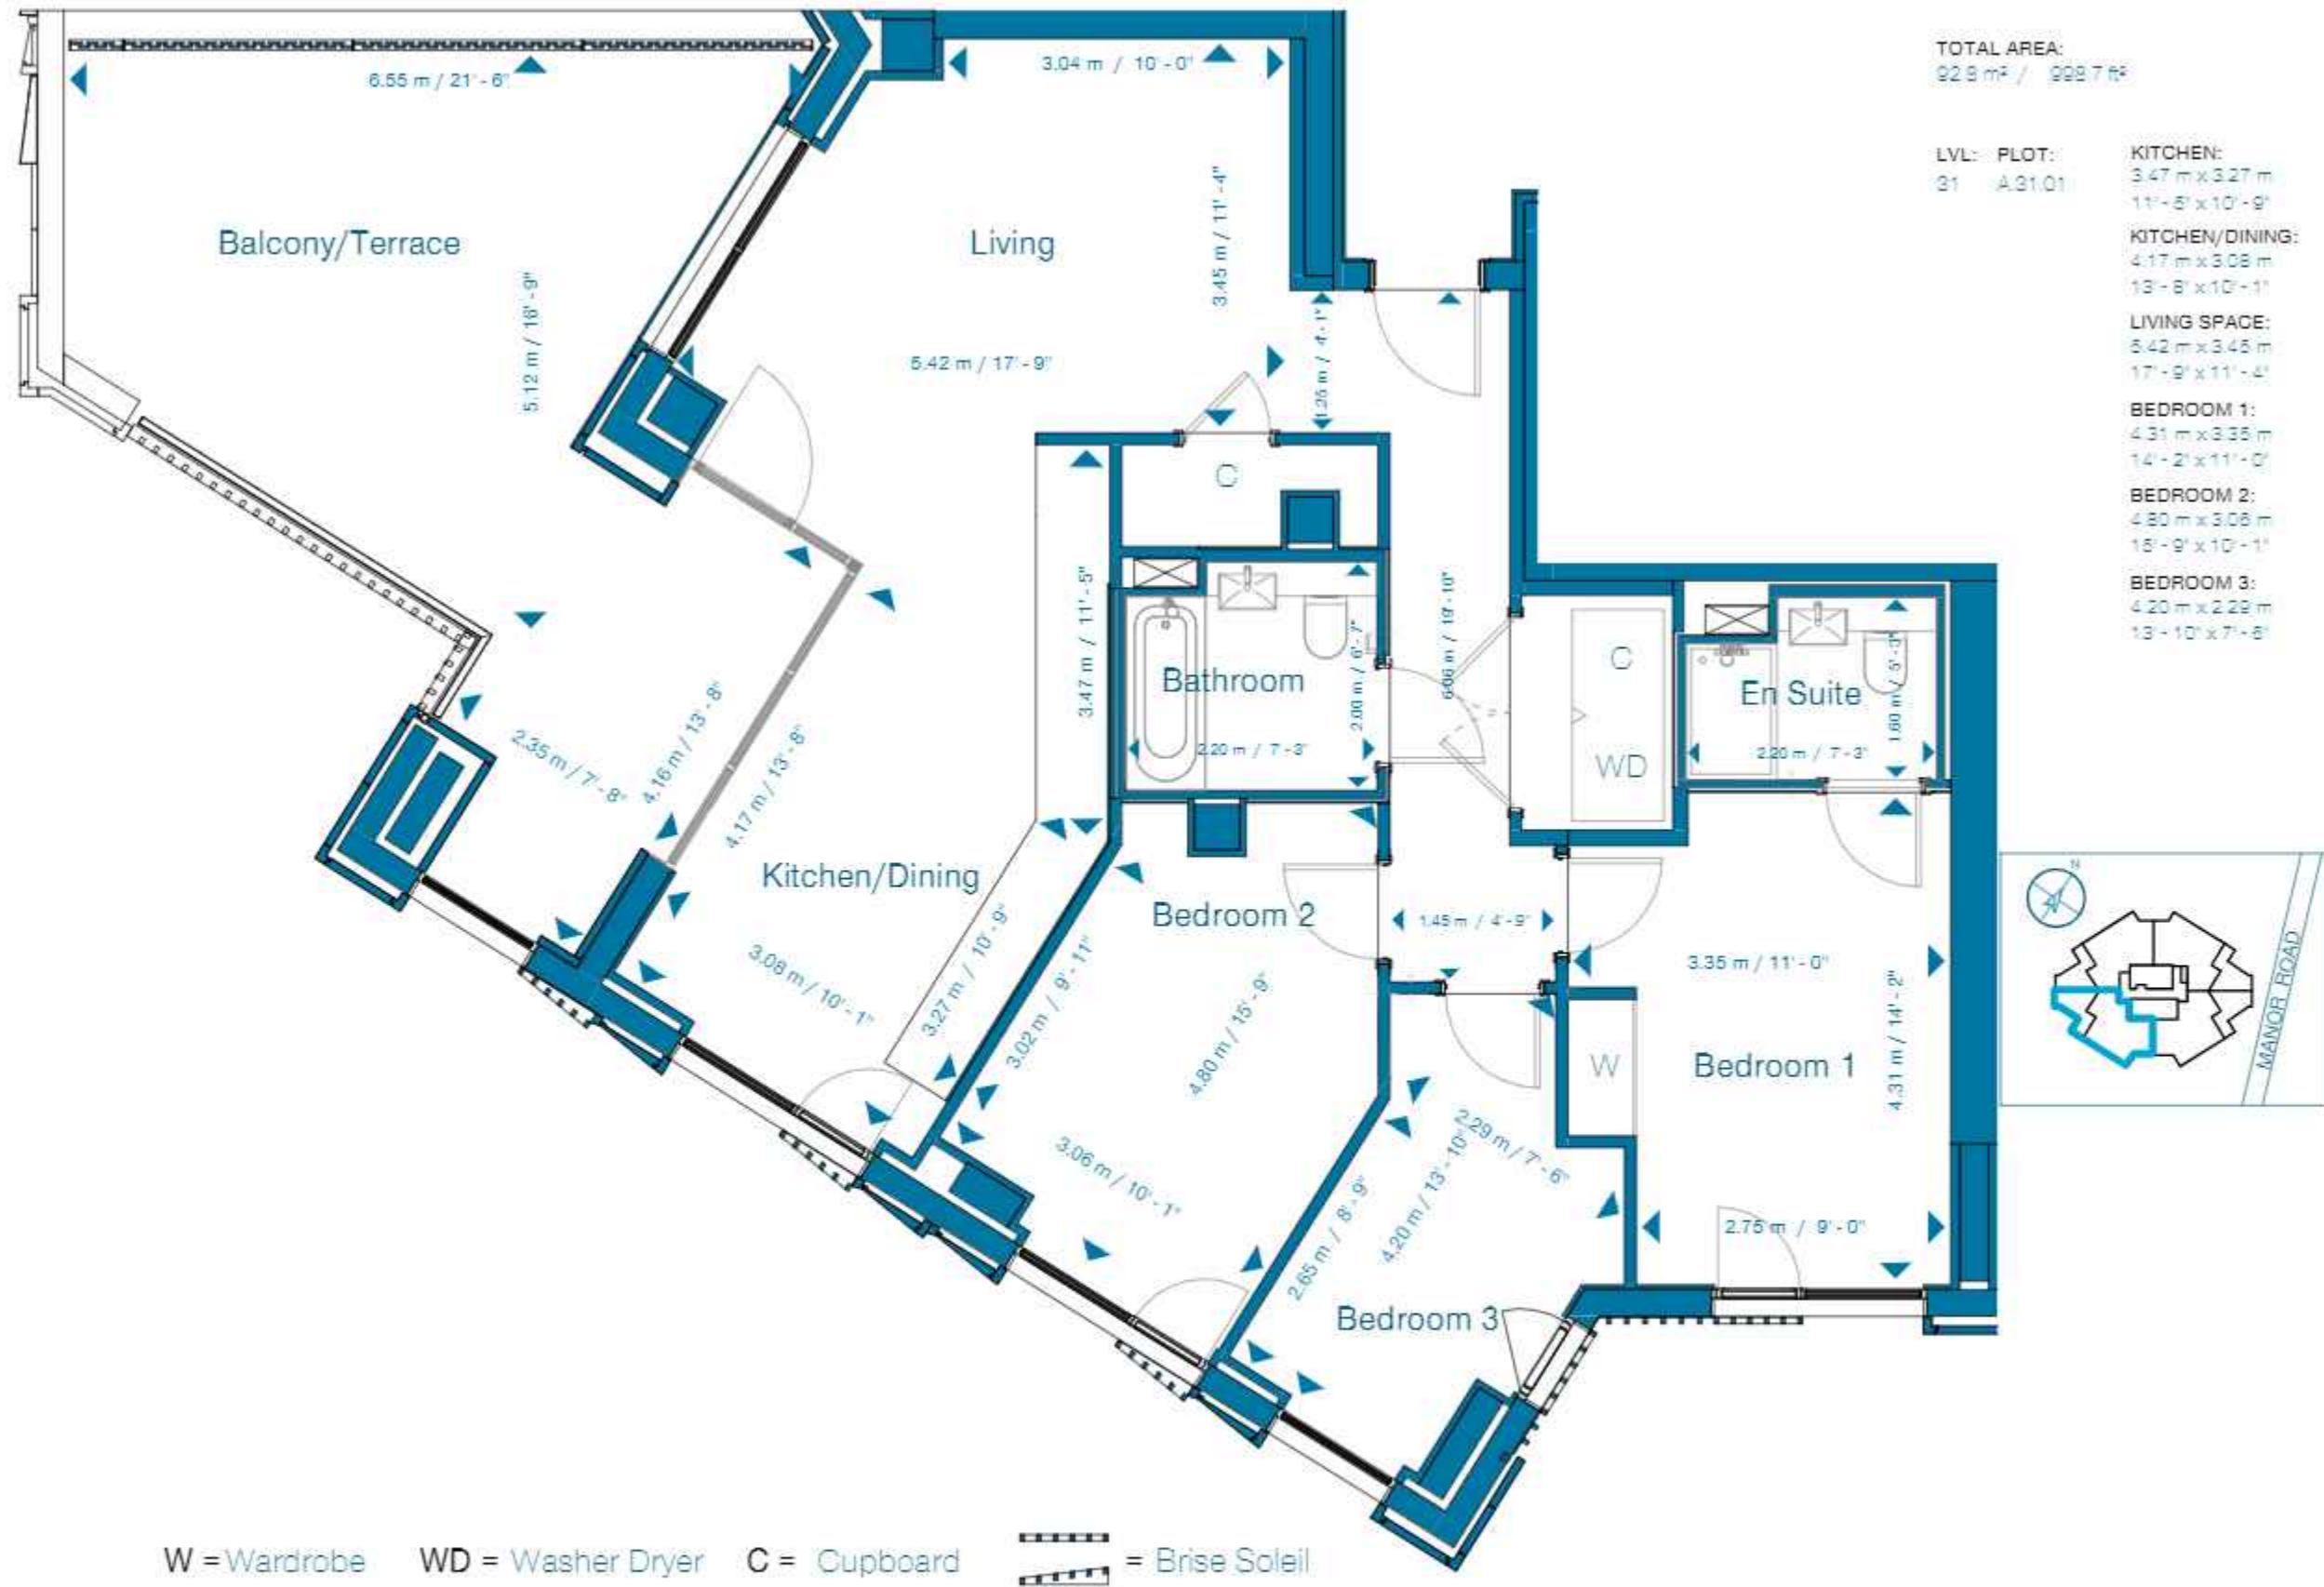 TOTAL AREA:
92.8 m² / 998.7 ft²
LVL: PLOT:
31 A.31.01
KITCHEN:
3.47 m x 3.27 m
11' - 5" x 10' - 9"
KITCHEN/DINING:
4.17 m x 3.08 m
13' - 8" x 10' - 1"
LIVING SPACE:
5.42 m x 3.45 m
17' - 9" x 11' - 4"
BEDROOM 1:
4.31 m x 3.35 m
14' - 2" x 11' - 0"
BEDROOM 2:
4.80 m x 3.06 m
15' - 9" x 10' - 1"
BEDROOM 3:
4.20 m x 2.29 m
13' - 10" x 7' - 6"
6.55 m / 21' - 6"
Balcony/Terrace
5.12 m / 16' - 9"
2.35 m / 7' - 8"
4.16 m / 13' - 8"
3.04 m / 10' - 0"
Living
3.45 m / 11' - 4"
5.42 m / 17' - 9"
1.25 m / 4' - 1"
C
3.47 m / 11' - 5"
4.17 m / 13' - 8"
Kitchen/Dining
3.08 m / 10' - 1"
3.27 m / 10' - 9"
Bathroom
2.00 m / 6' - 7"
2.20 m / 7' - 3"
6.06 m / 19' - 10"
C
WD
En Suite
1.60 m / 5' - 3"
2.20 m / 7' - 3"
Bedroom 2
3.02 m / 9' - 11"
4.80 m / 15' - 9"
3.06 m / 10' - 1"
1.45 m / 4' - 9"
3.35 m / 11' - 0"
W
Bedroom 1
4.31 m / 14' - 2"
2.75 m / 9' - 0"
2.29 m / 7' - 6"
4.20 m / 13' - 10"
2.65 m / 8' - 9"
Bedroom 3
N
MANOR ROAD
W = Wardrobe
WD = Washer Dryer
C = Cupboard
= Brise Soleil